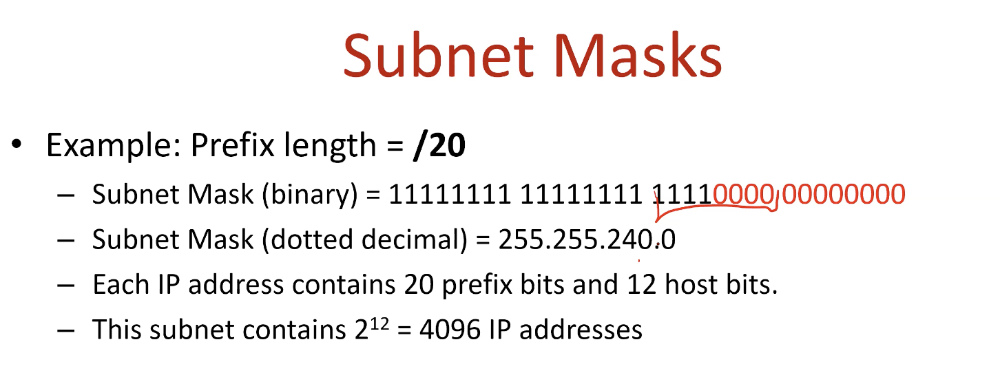 Subnet Masks
• Example: Prefix length = /20
– Subnet Mask (binary) = 11111111 11111111 11110000 00000000
– Subnet Mask (dotted decimal) = 255.255.240.0
– Each IP address contains 20 prefix bits and 12 host bits.
– This subnet contains 2¹² = 4096 IP addresses